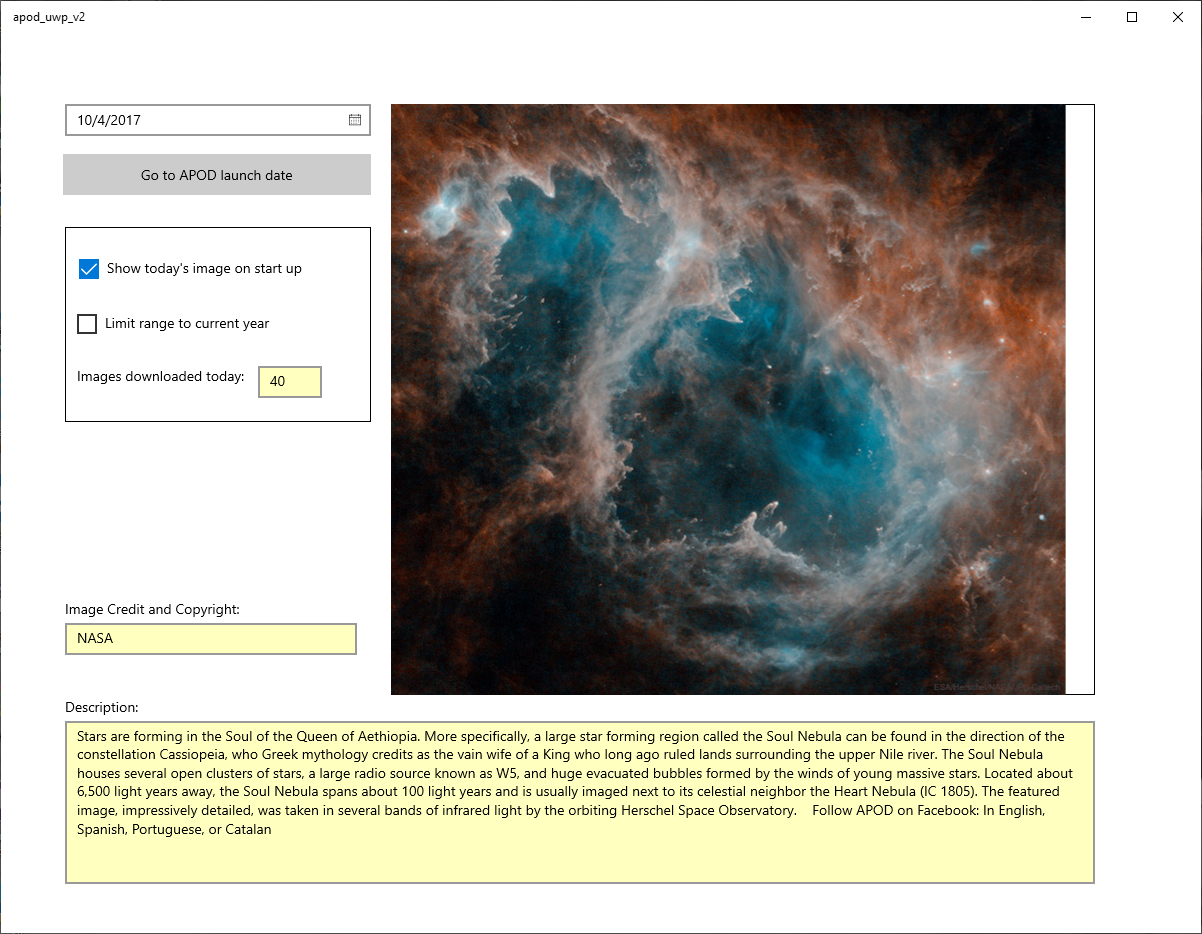 apod_uwp_v2
10/4/2017
Go to APOD launch date
Show today's image on start up
Limit range to current year
Images downloaded today:
40
Image Credit and Copyright:
NASA
Description:
Stars are forming in the Soul of the Queen of Aethiopia. More specifically, a large star forming region called the Soul Nebula can be found in the direction of the
constellation Cassiopeia, who Greek mythology credits as the vain wife of a King who long ago ruled lands surrounding the upper Nile river. The Soul Nebula
houses several open clusters of stars, a large radio source known as W5, and huge evacuated bubbles formed by the winds of young massive stars. Located about
6,500 light years away, the Soul Nebula spans about 100 light years and is usually imaged next to its celestial neighbor the Heart Nebula (IC 1805). The featured
image, impressively detailed, was taken in several bands of infrared light by the orbiting Herschel Space Observatory.    Follow APOD on Facebook: In English,
Spanish, Portuguese, or Catalan